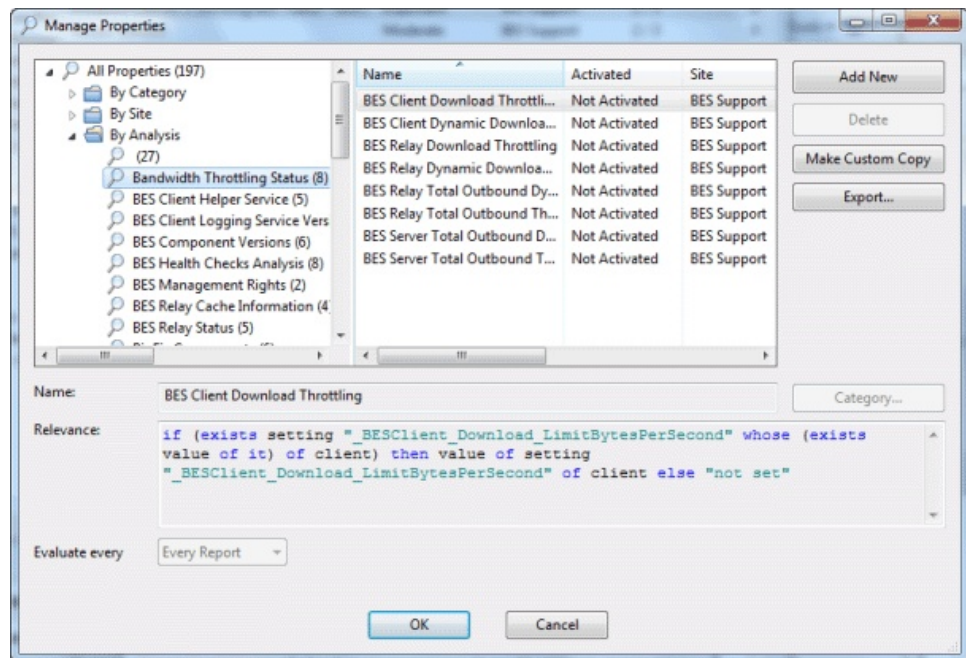 Manage Properties
All Properties (197)
By Category
By Site
By Analysis
(27)
Bandwidth Throttling Status (8)
BES Client Helper Service (5)
BES Client Logging Service Vers
BES Component Versions (6)
BES Health Checks Analysis (8)
BES Management Rights (2)
BES Relay Cache Information (4
BES Relay Status (5)
Name Activated Site
BES Client Download Throttli... Not Activated BES Support
BES Client Dynamic Downloa... Not Activated BES Support
BES Relay Download Throttling Not Activated BES Support
BES Relay Dynamic Downloa... Not Activated BES Support
BES Relay Total Outbound Dy... Not Activated BES Support
BES Relay Total Outbound Th... Not Activated BES Support
BES Server Total Outbound D... Not Activated BES Support
BES Server Total Outbound T... Not Activated BES Support
Add New
Delete
Make Custom Copy
Export...
Name: BES Client Download Throttling
Category...
Relevance: if (exists setting "_BESClient_Download_LimitBytesPerSecond" whose (exists
value of it) of client) then value of setting
"_BESClient_Download_LimitBytesPerSecond" of client else "not set"
Evaluate every Every Report
OK Cancel